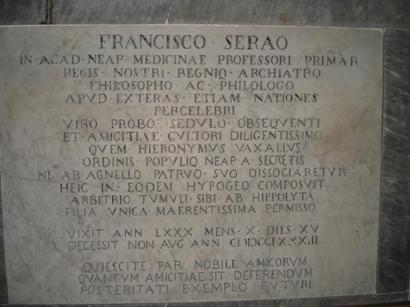 FRANCISCO · SERAO
IN · ACAD · NEAP · MEDICINAE PROFESSORI PRIMAR
REGIS · NOSTRI · REGNIQ · ARCHIATRO
PHILOSOPHO · AC · PHILOLOGO
APVD · EXTERAS · ETIAM · NATIONES
PERCELEBRI
VIRO · PROBO · SEDVLO · OBSEQVENTI
ET · AMICITIAE · CVLTORI DILIGENTISSIMO
QVEM · HIERONYMVS VAXALIVS
ORDINIS POPVLIQ NEAP · A · SECRETIS
NE · AB · AGNELLO PATRVO · SVO DISSOCIARETVR
HEIC · IN · EODEM HYPOGEO COMPOSVIT
ARBITRIO · TVMVLI · SIBI · AB · HIPPOLYTA
FILIA · VNICA · MAERENTISSIMA PERMISSO
VIXIT · ANN · LXXX · MENS · X · DIES · XV
DECESSIT · NON · AVG · ANN
QVIESCITE · PAR · NOBILE · AMICORVM
QVANTVM · AMICITIAE · SIT · DEFERENDVM
POSTERITATI · EXEMPLO · FVTVRI